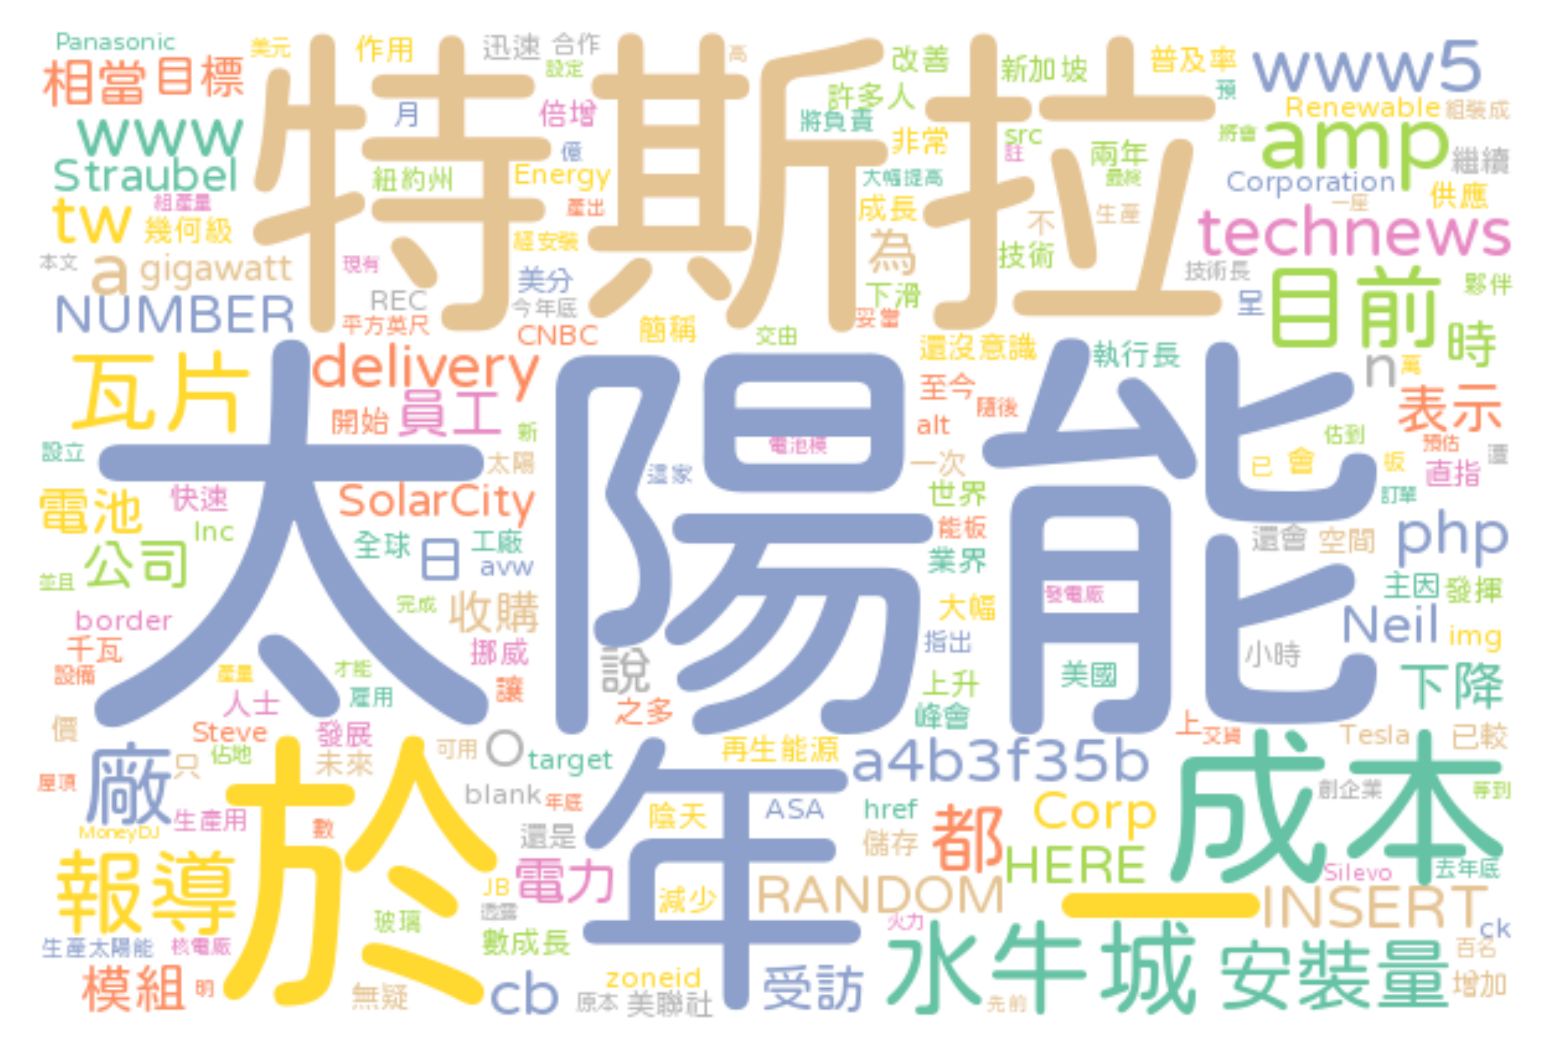 Panasonic 美元 作用 迅速 合作 設定 高 改善 新加坡 普及率 www5
相當 目標 特斯拉 月 倍增 許多人 將負責 預 Renewable 組裝成
www 億 非常 src 註 兩年 將會 amp 繼續
Straubel 組產量 紐約州 Energy 產出 大幅提高 最終 Corporation 供應
tw 幾何級 經安裝 成長 不 生產 一座 technews
本文 a gigawatt 現有 美分 為 技術 技術長 目前 夥伴
NUMBER REC 今年底 下滑 呈
平方英尺 CNBC 簡稱 交由 妥當 還沒意識 執行長 時
瓦片 delivery 太陽能 至今 隨後 n 萬 表示
開始 員工 新 電池模 alt 估到 預估
設立 太陽 這家 一次 已 會 板 直指 遭
電池 快速 SolarCity 世界 訂單
公司 Inc 全球 日 工廠 能板 還會 空間 php
並且 avw 業界 發電廠 主因 發揮
border 完成 收購 大幅 Neil img
千瓦 挪威 指出 小時
設備 產量 才能 說 美國 下降
人士 雇用 讓 之多 上升 峰會
價 Steve 發展 上 交貨 Tesla 已較
廠 只 佔地 未來 可用 O target 再生能源 a4b3f35b 成本
屋頂 於 blank 年底 年 創企業 等到
生產用 MoneyDJ 數 還是 陰天 ASA href Corp
報導 電力 儲存 都 HERE Silevo 去年底
JB 透露 減少 RANDOM 一 INSERT
玻璃 火力 ck
生產太陽能 核電廠 數成長 水牛城 安裝量 百名
模組 明 無疑 cb zoneid 受訪 增加
原本 美聯社 先前